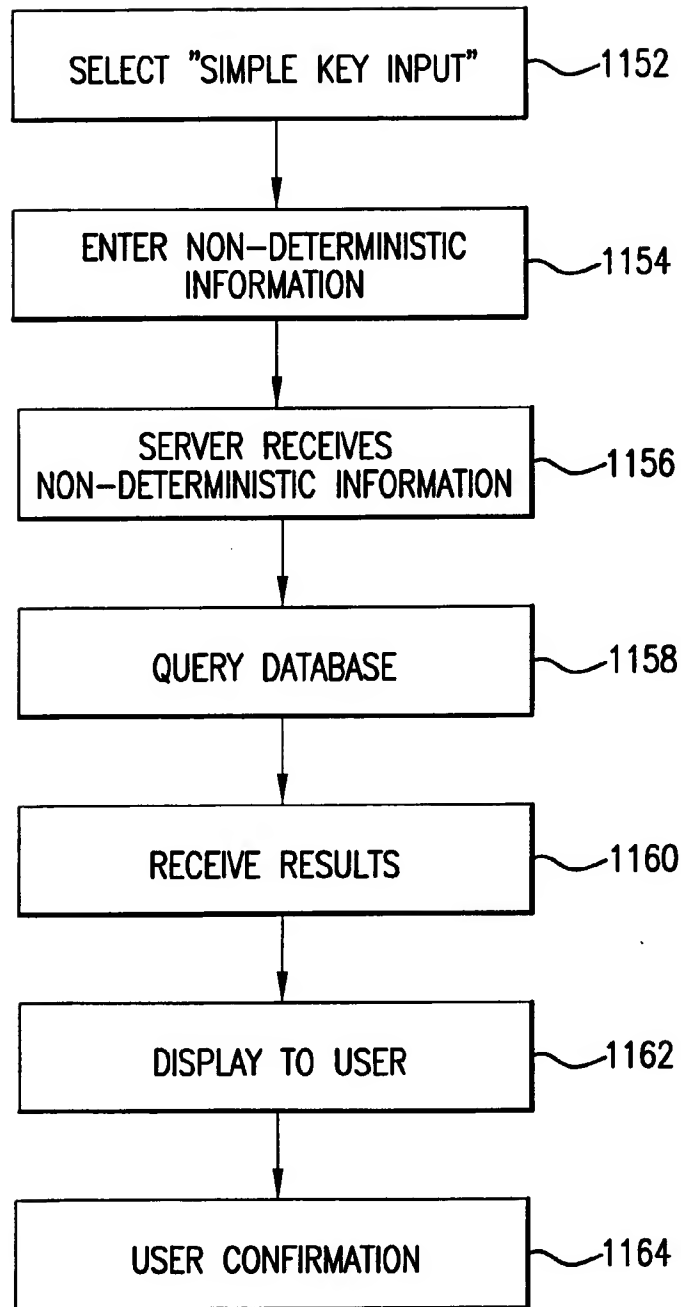 SELECT "SIMPLE KEY INPUT"
1152
ENTER NON-DETERMINISTIC
INFORMATION
1154
SERVER RECEIVES
NON-DETERMINISTIC INFORMATION
1156
QUERY DATABASE
1158
RECEIVE RESULTS
1160
DISPLAY TO USER
1162
USER CONFIRMATION
1164